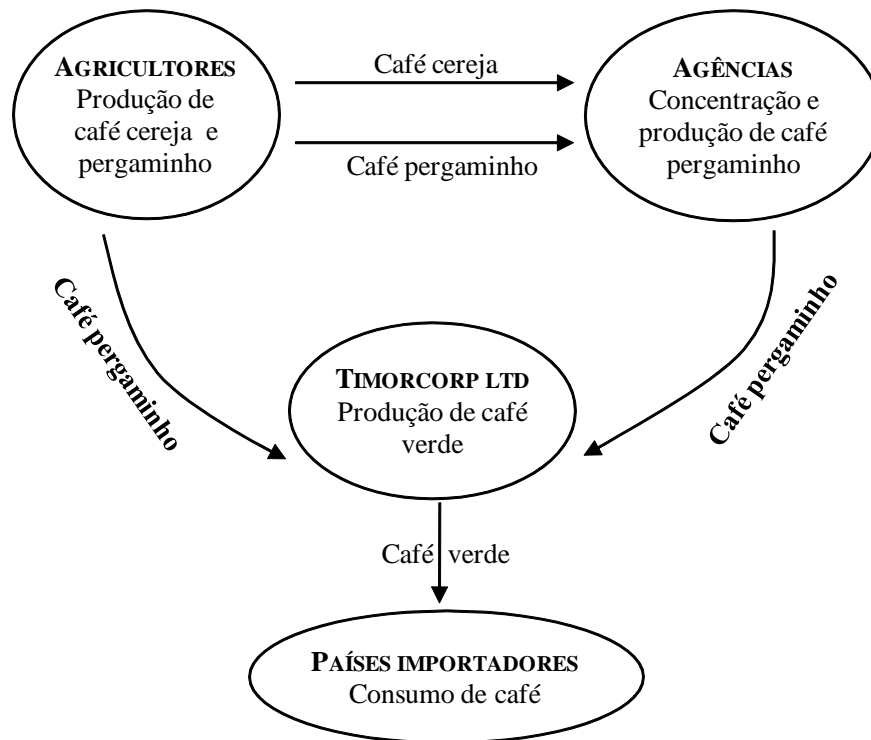 AGRICULTORES
Produção de
café cereja e
pergaminho
Café cereja
Café pergaminho
AGÊNCIAS
Concentração e
produção de café
pergaminho
Café pergaminho
Café pergaminho
TIMORCORP LTD
Produção de café
verde
Café verde
PAÍSES IMPORTADORES
Consumo de café